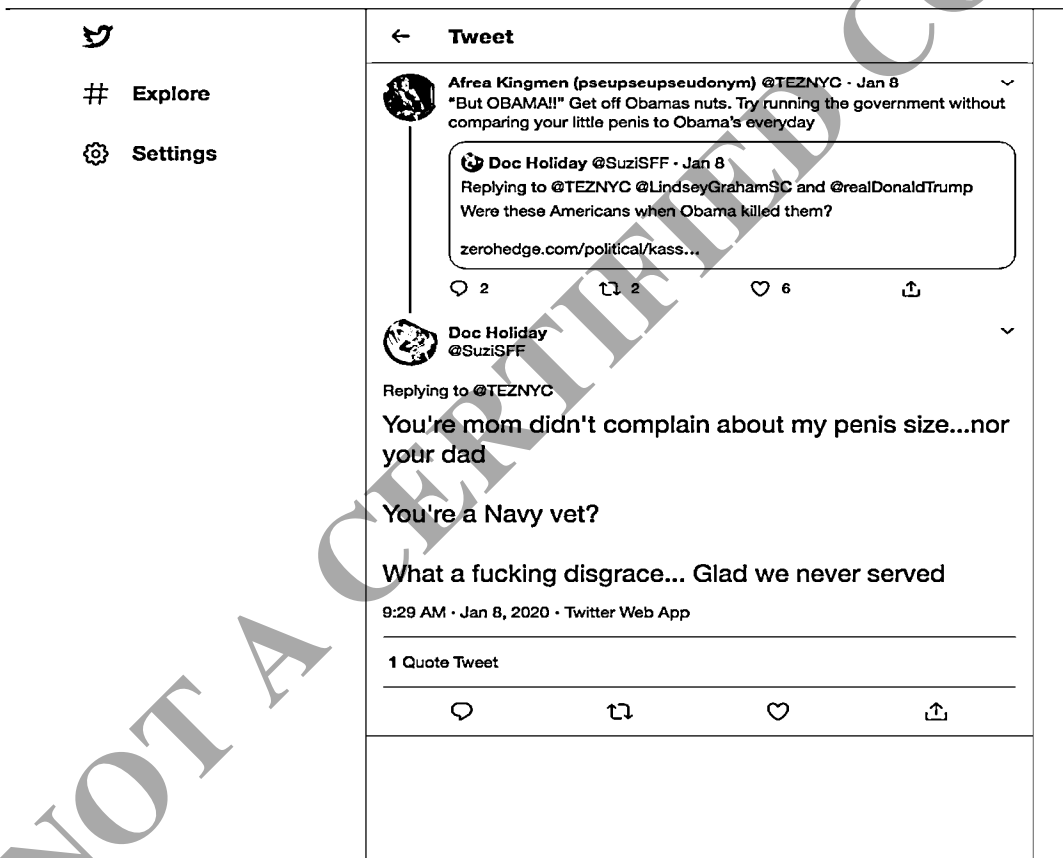 Tweet
Explore
Settings
Afrea Kingmen (pseupseupseudonym) @TEZNYC · Jan 8
"But OBAMA!!" Get off Obamas nuts. Try running the government without
comparing your little penis to Obama's everyday
Doc Holiday @SuziSFF · Jan 8
Replying to @TEZNYC @LindseyGrahamSC and @realDonaldTrump
Were these Americans when Obama killed them?
zerohedge.com/political/kass...
2 2 6
Doc Holiday
@SuziSFF
Replying to @TEZNYC
You're mom didn't complain about my penis size...nor
your dad
You're a Navy vet?
What a fucking disgrace... Glad we never served
9:29 AM · Jan 8, 2020 · Twitter Web App
1 Quote Tweet
NOT A CERTIFIED CO